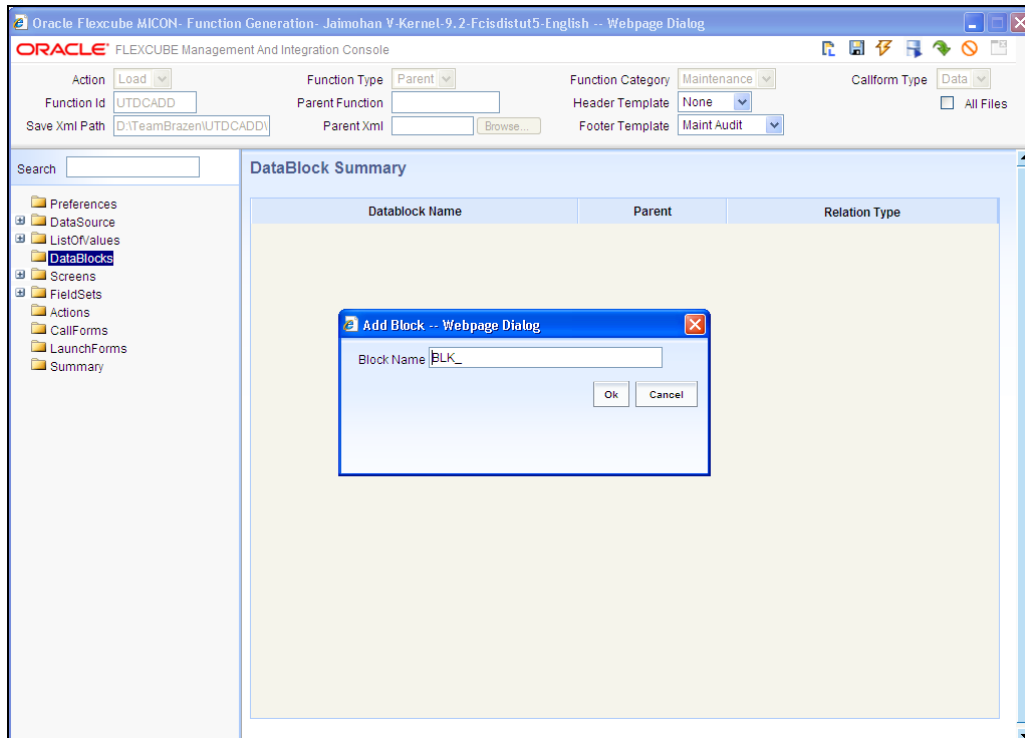 Oracle Flexcube MICON- Function Generation- Jaimohan V-Kernel-9.2-Fcisdistut5-English -- Webpage Dialog
ORACLE FLEXCUBE Management And Integration Console
Action Load Function Type Parent Function Category Maintenance Callform Type Data
Function Id UTDCADD Parent Function Header Template None All Files
Save Xml Path D:\TeamBrazen\UTDCADD\ Parent Xml Browse... Footer Template Maint Audit
Search
DataBlock Summary
Datablock Name Parent Relation Type
Preferences
DataSource
ListOfValues
DataBlocks
Screens
FieldSets
Actions
CallForms
LaunchForms
Summary
Add Block -- Webpage Dialog
Block Name BLK_
Ok Cancel